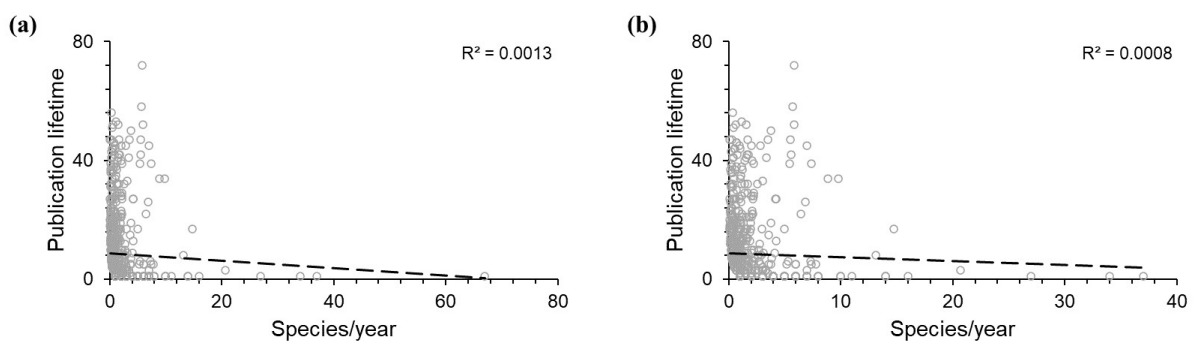 (a)
80
40
0
Publication lifetime
R² = 0.0013
0 20 40 60 80
Species/year
(b)
80
40
0
Publication lifetime
R² = 0.0008
0 10 20 30 40
Species/year